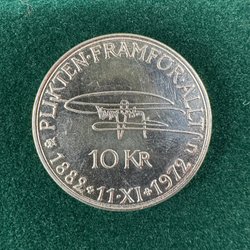 PLIKTEN·FRAMFÖR·ALLT
10 KR
1882·11·XI·1972
U